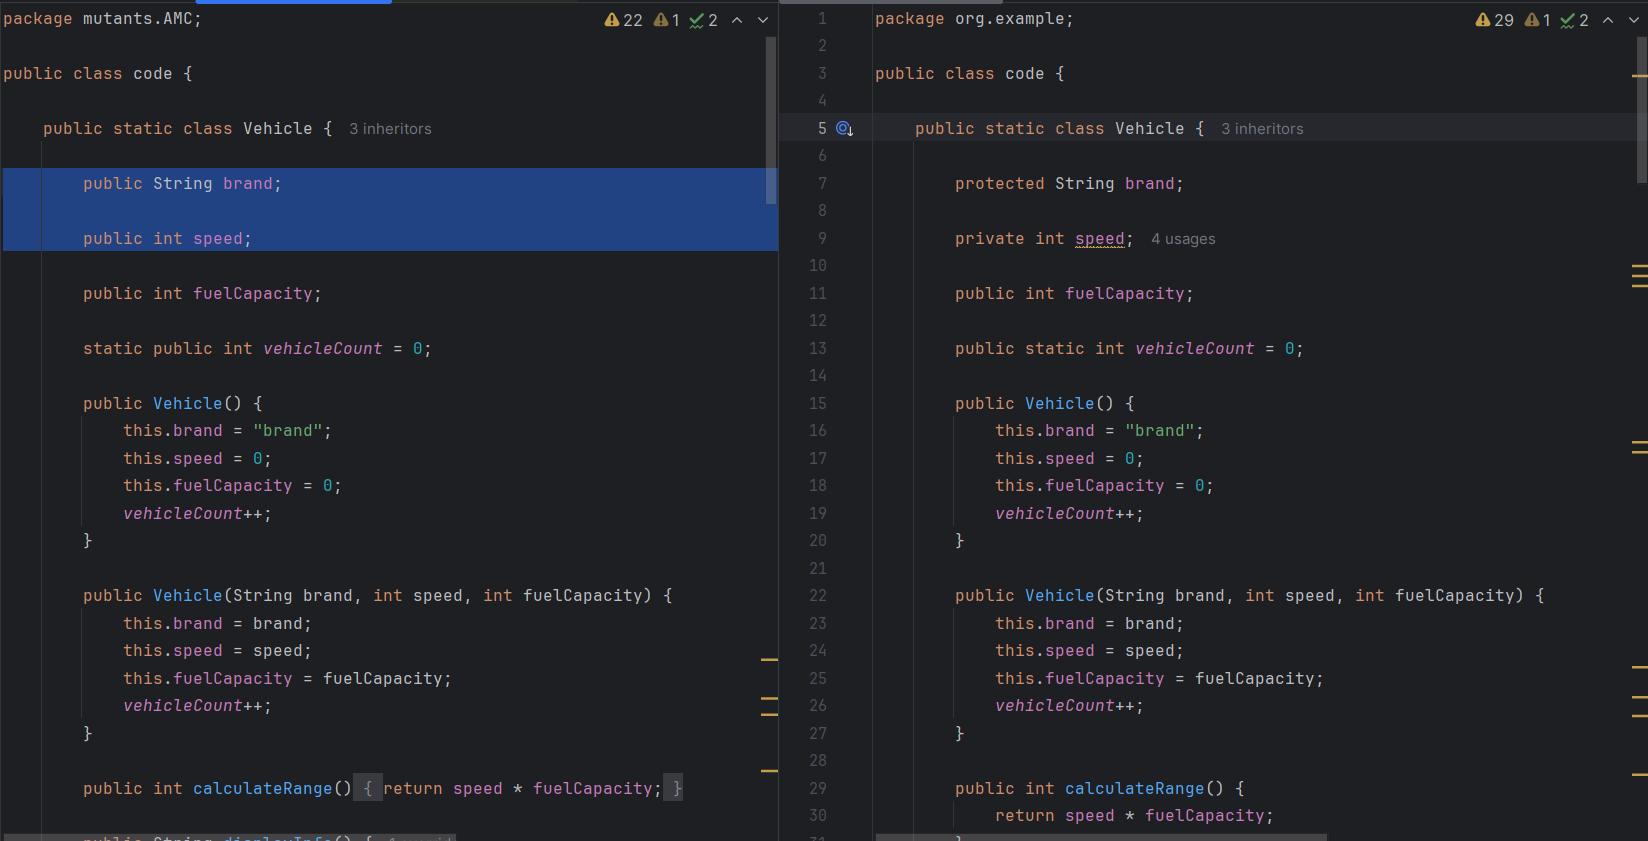 package mutants.AMC;
22 1 2
public class code {
public static class Vehicle { 3 inheritors
public String brand;
public int speed;
public int fuelCapacity;
static public int vehicleCount = 0;
public Vehicle() {
this.brand = "brand";
this.speed = 0;
this.fuelCapacity = 0;
vehicleCount++;
}
public Vehicle(String brand, int speed, int fuelCapacity) {
this.brand = brand;
this.speed = speed;
this.fuelCapacity = fuelCapacity;
vehicleCount++;
}
public int calculateRange() { return speed * fuelCapacity; }
public String displayInfo() {
1 package org.example;
29 1 2
2
3 public class code {
4
5 public static class Vehicle { 3 inheritors
6
7 protected String brand;
8
9 private int speed; 4 usages
10
11 public int fuelCapacity;
12
13 public static int vehicleCount = 0;
14
15 public Vehicle() {
16 this.brand = "brand";
17 this.speed = 0;
18 this.fuelCapacity = 0;
19 vehicleCount++;
20 }
21
22 public Vehicle(String brand, int speed, int fuelCapacity) {
23 this.brand = brand;
24 this.speed = speed;
25 this.fuelCapacity = fuelCapacity;
26 vehicleCount++;
27 }
28
29 public int calculateRange() {
30 return speed * fuelCapacity;
31 }